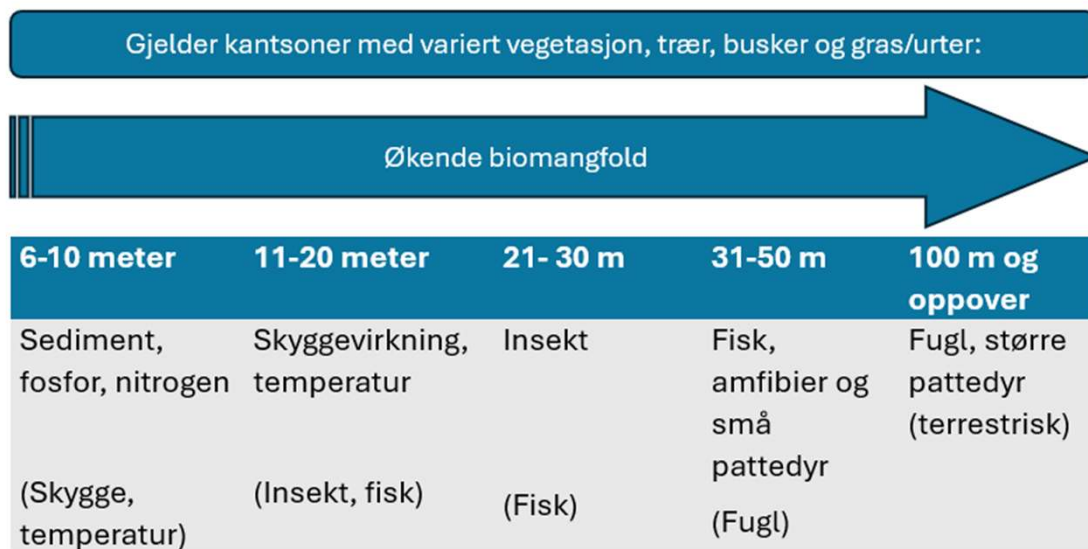 Gjelder kantsoner med variert vegetasjon, trær, busker og gras/urter:
Økende biomangfold
6-10 meter
11-20 meter
21- 30 m
31-50 m
100 m og
oppover
Sediment,
fosfor, nitrogen
(Skygge,
temperatur)
Skyggevirkning,
temperatur
(Insekt, fisk)
Insekt
(Fisk)
Fisk,
amfibier og
små
pattedyr
(Fugl)
Fugl, større
pattedyr
(terrestrisk)